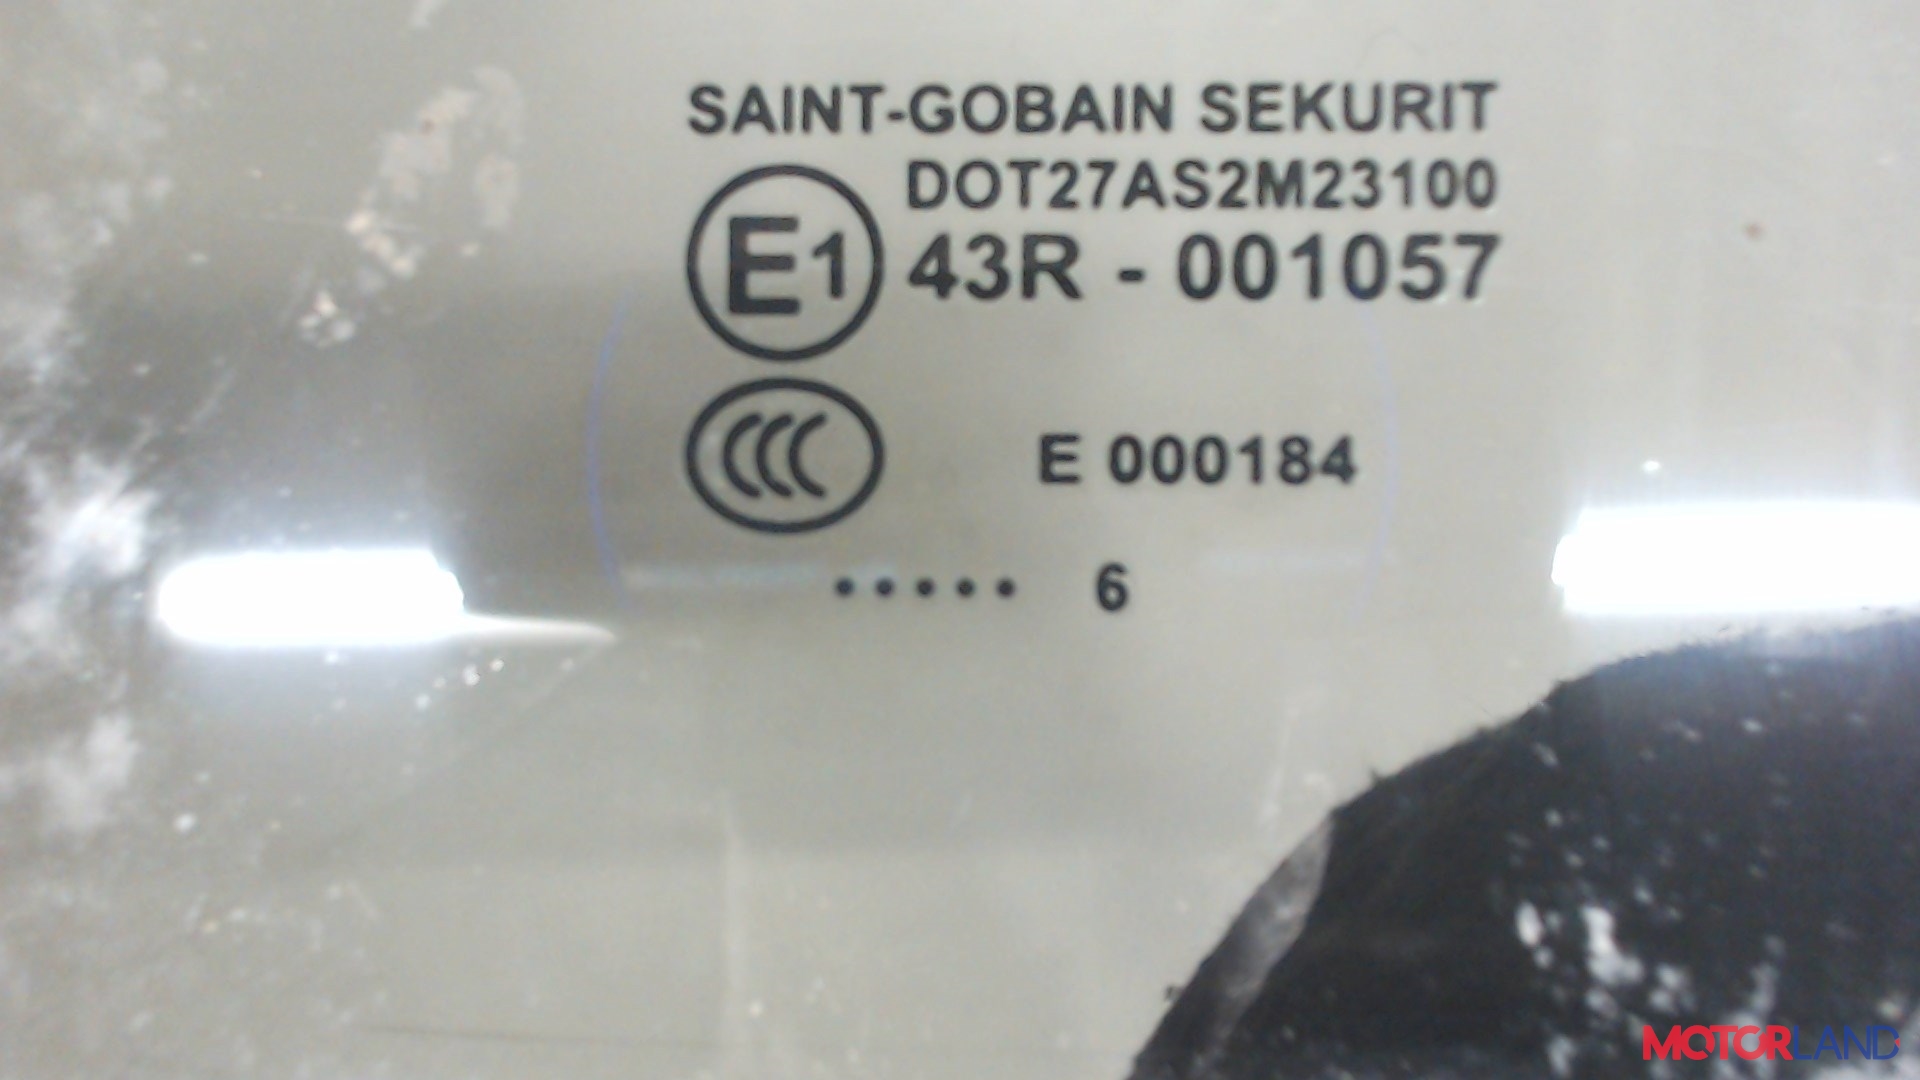 SAINT-GOBAIN SEKURIT
DOT27AS2M23100
E1 43R - 001057
CCC E 000184
..... 6
MOTORLAND